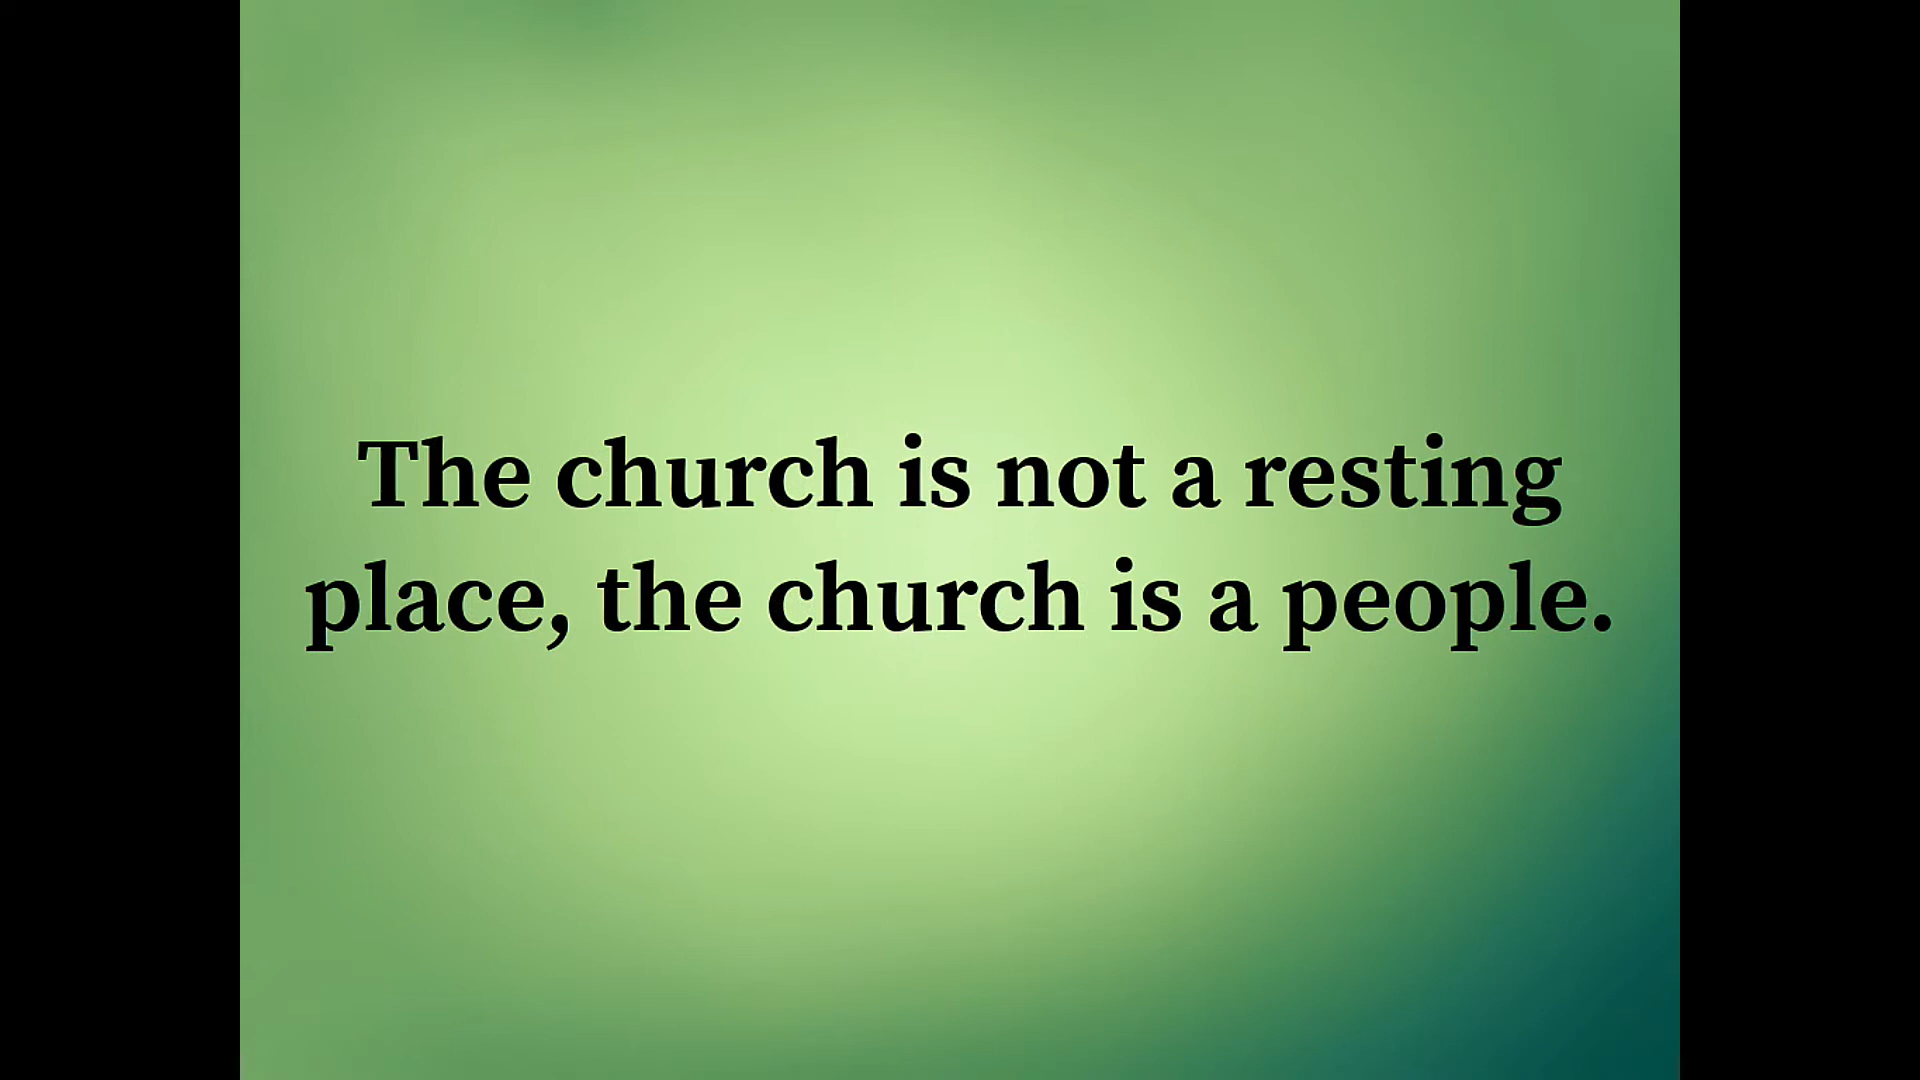 The church is not a resting
place, the church is a people.